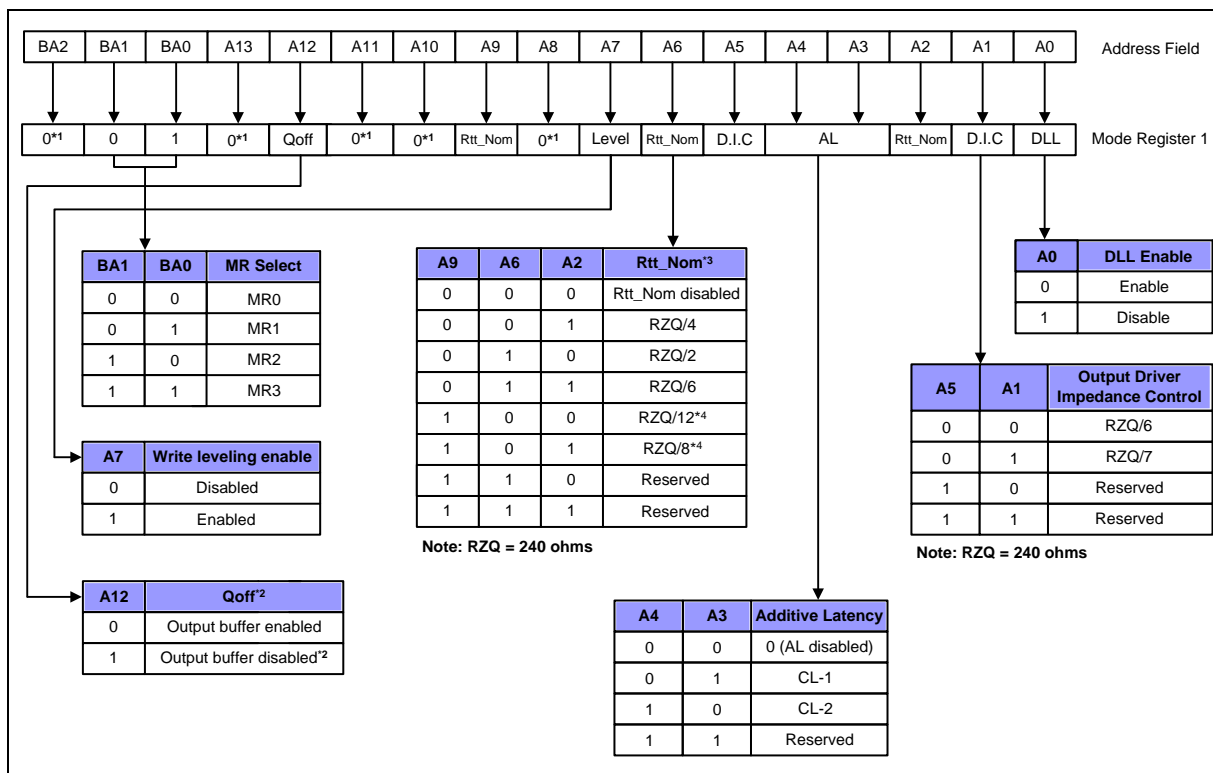 BA2 BA1 BA0 A13 A12 A11 A10 A9 A8 A7 A6 A5 A4 A3 A2 A1 A0 Address Field
0*1 0 1 0*1 Qoff 0*1 0*1 Rtt_Nom 0*1 Level Rtt_Nom D.I.C AL Rtt_Nom D.I.C DLL Mode Register 1
BA1 BA0 MR Select
0 0 MR0
0 1 MR1
1 0 MR2
1 1 MR3
A9 A6 A2 Rtt_Nom*3
0 0 0 Rtt_Nom disabled
0 0 1 RZQ/4
0 1 0 RZQ/2
0 1 1 RZQ/6
1 0 0 RZQ/12*4
1 0 1 RZQ/8*4
1 1 0 Reserved
1 1 1 Reserved
Note: RZQ = 240 ohms
A0 DLL Enable
0 Enable
1 Disable
A5 A1 Output Driver
Impedance Control
0 0 RZQ/6
0 1 RZQ/7
1 0 Reserved
1 1 Reserved
Note: RZQ = 240 ohms
A7 Write leveling enable
0 Disabled
1 Enabled
A12 Qoff*2
0 Output buffer enabled
1 Output buffer disabled*2
A4 A3 Additive Latency
0 0 0 (AL disabled)
0 1 CL-1
1 0 CL-2
1 1 Reserved